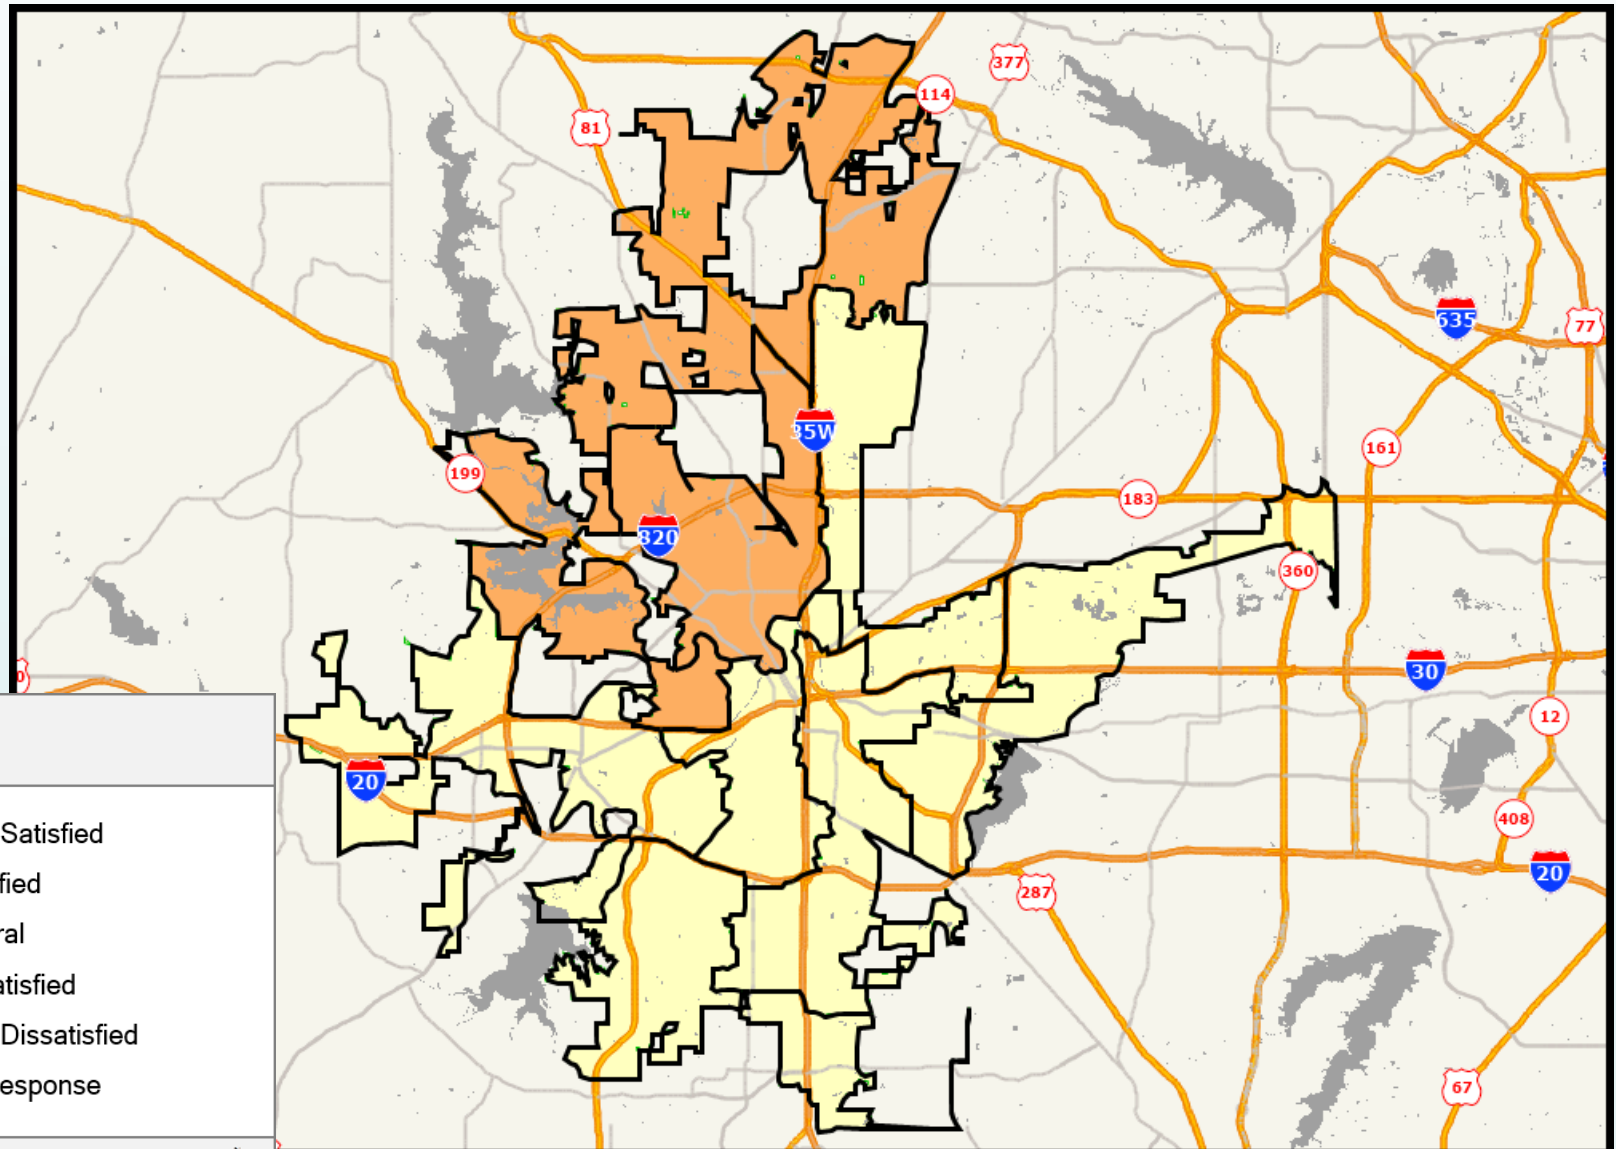 377
114
81
635
77
35W
161
199
183
820
360
30
12
20
408
20
287
67
Satisfied
fied
ral
atisfied
Dissatisfied
esponse